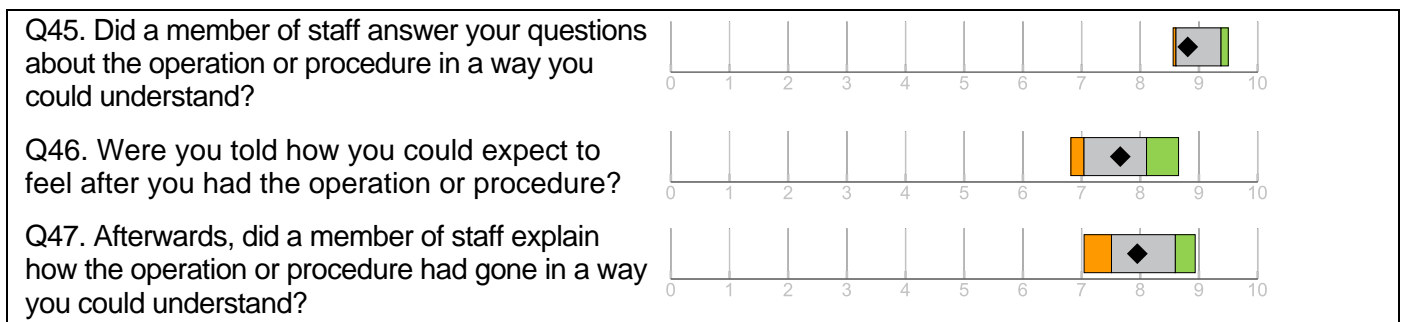 Q45. Did a member of staff answer your questions
about the operation or procedure in a way you
could understand?
0 1 2 3 4 5 6 7 8 9 10
Q46. Were you told how you could expect to
feel after you had the operation or procedure?
0 1 2 3 4 5 6 7 8 9 10
Q47. Afterwards, did a member of staff explain
how the operation or procedure had gone in a way
you could understand?
0 1 2 3 4 5 6 7 8 9 10